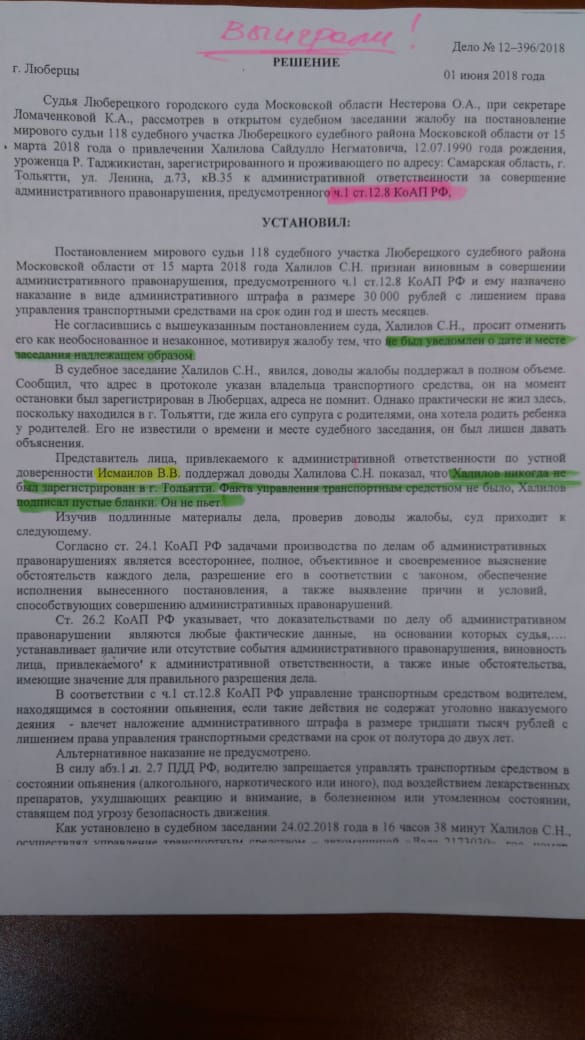 Выиграли!
Дело № 12–396/2018
РЕШЕНИЕ
г. Люберцы
01 июня 2018 года
Судья Люберецкого городского суда Московской области Нестерова О.А., при секретаре
Ломаченковой К.А., рассмотрев в открытом судебном заседании жалобу на постановление
мирового судьи 118 судебного участка Люберецкого судебного района Московской области от 15
марта 2018 года о привлечении Халилова Сайдулло Негматовича, 12.07.1990 года рождения,
уроженца Р. Таджикистан, зарегистрированного и проживающего по адресу: Самарская область, г.
Тольятти, ул. Ленина, д.73, кВ.35 к административной ответственности за совершение
административного правонарушения, предусмотренного ч.1 ст.12.8 КоАП РФ,
УСТАНОВИЛ:
Постановлением мирового судьи 118 судебного участка Люберецкого судебного района
Московской области от 15 марта 2018 года Халилов С.Н. признан виновным в совершении
административного правонарушения, предусмотренного ч.1 ст.12.8 КоАП РФ и ему назначено
наказание в виде административного штрафа в размере 30 000 рублей с лишением права
управления транспортными средствами на срок один год и шесть месяцев.
Не согласившись с вышеуказанным постановлением суда, Халилов С.Н., просит отменить
его как необоснованное и незаконное, мотивируя жалобу тем, что не был уведомлен о дате и месте
заседания надлежащем образом.
В судебное заседание Халилов С.Н., явился, доводы жалобы поддержал в полном объеме.
Сообщил, что адрес в протоколе указан владельца транспортного средства, он на момент
остановки был зарегистрирован в Люберцах, адреса не помнит. Однако практически не жил здесь,
поскольку находился в г. Тольятти, где жила его супруга с родителями, она хотела родить ребенка
у родителей. Его не известили о времени и месте судебного заседания, он был лишен давать
объяснения.
Представитель лица, привлекаемого к административной ответственности по устной
доверенности Исмаилов В.В. поддержал доводы Халилова С.Н. показал, что Халилов никогда не
был зарегистрирован в г. Тольятти. Факта управления транспортным средством не было, Халилов
подписал пустые бланки. Он не пьет.
Изучив подлинные материалы дела, проверив доводы жалобы, суд приходит к
следующему.
Согласно ст. 24.1 КоАП РФ задачами производства по делам об административных
правонарушениях является всестороннее, полное, объективное и своевременное выяснение
обстоятельств каждого дела, разрешение его в соответствии с законом, обеспечение
исполнения вынесенного постановления, а также выявление причин и условий,
способствующих совершению административных правонарушений.
Ст. 26.2 КоАП РФ указывает, что доказательствами по делу об административном
правонарушении являются любые фактические данные, на основании которых судья,….
устанавливает наличие или отсутствие события административного правонарушения, виновность
лица, привлекаемого к административной ответственности, а также иные обстоятельства,
имеющие значение для правильного разрешения дела.
В соответствии с ч.1 ст.12.8 КоАП РФ управление транспортным средством водителем,
находящимся в состоянии опьянения, если такие действия не содержат уголовно наказуемого
деяния - влечет наложение административного штрафа в размере тридцати тысяч рублей с
лишением права управления транспортными средствами на срок от полутора до двух лет.
Альтернативное наказание не предусмотрено.
В силу абз.1 п. 2.7 ПДД РФ, водителю запрещается управлять транспортным средством в
состоянии опьянения (алкогольного, наркотического или иного), под воздействием лекарственных
препаратов, ухудшающих реакцию и внимание, в болезненном или утомленном состоянии,
ставящем под угрозу безопасность движения.
Как установлено в судебном заседании 24.02.2018 года в 16 часов 38 минут Халилов С.Н.,
осуществлял управление транспортным средством – автомашиной «Лада 217030», гос. номер